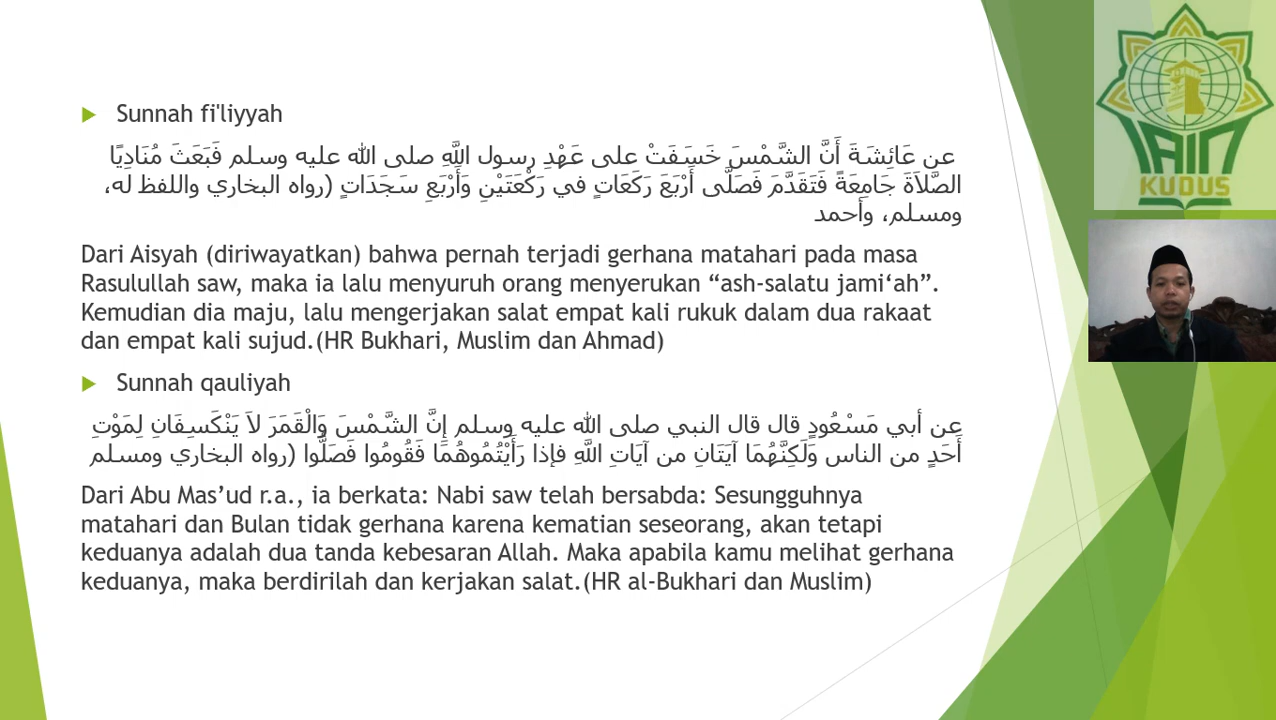 Sunnah fi'liyyah
عن عَائِشَةَ أَنَّ الشَّمْسَ خَسَفَتْ على عَهْدِ رسول اللَّهِ صلى الله عليه وسلم فَبَعَثَ مُنَادِيًا
الصَّلاَةَ جَامِعَةً فَتَقَدَّمَ فَصَلَّى أَرْبَعَ رَكَعَاتٍ في رَكْعَتَيْنِ وَأَرْبَعِ سَجَدَاتٍ (رواه البخاري واللفظ له،
ومسلم، وأحمد
Dari Aisyah (diriwayatkan) bahwa pernah terjadi gerhana matahari pada masa
Rasulullah saw, maka ia lalu menyuruh orang menyerukan “ash-salatu jami‘ah”.
Kemudian dia maju, lalu mengerjakan salat empat kali rukuk dalam dua rakaat
dan empat kali sujud.(HR Bukhari, Muslim dan Ahmad)
Sunnah qauliyah
عن أبي مَسْعُودٍ قال قال النبي صلى الله عليه وسلم إِنَّ الشَّمْسَ وَالْقَمَرَ لاَ يَنْكَسِفَانِ لِمَوْتِ
أَحَدٍ من الناس وَلَكِنَّهُمَا آيَتَانِ من آيَاتِ اللَّهِ فإذا رَأَيْتُمُوهُمَا فَقُومُوا فَصَلُّوا (رواه البخاري ومسلم
Dari Abu Mas’ud r.a., ia berkata: Nabi saw telah bersabda: Sesungguhnya
matahari dan Bulan tidak gerhana karena kematian seseorang, akan tetapi
keduanya adalah dua tanda kebesaran Allah. Maka apabila kamu melihat gerhana
keduanya, maka berdirilah dan kerjakan salat.(HR al-Bukhari dan Muslim)
IAIN
KUDUS